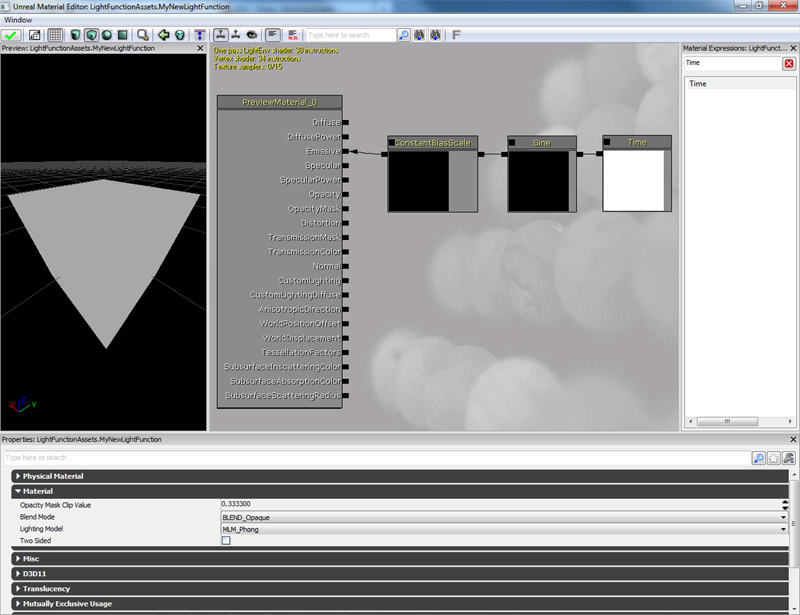 Unreal Material Editor: LightFunctionAssets.MyNewLightFunction
Window
Type here to search
Preview: LightFunctionAssets.MyNewLightFunction
One pass LightEnv shader: 38 instructions
Vertex shader: 34 instructions
Texture samplers: 0/15
PreviewMaterial_0
Diffuse
DiffusePower
Emissive
Specular
SpecularPower
Opacity
OpacityMask
Distortion
TransmissionMask
TransmissionColor
Normal
CustomLighting
CustomLightingDiffuse
AnisotropicDirection
WorldPositionOffset
WorldDisplacement
TessellationFactors
SubsurfaceInscatteringColor
SubsurfaceAbsorptionColor
SubsurfaceScatteringRadius
ConstantBiasScale
Sine
Time
Material Expressions: LightFunct...
Time
Time
Properties: LightFunctionAssets.MyNewLightFunction
Type here to search
Physical Material
Material
Opacity Mask Clip Value 0.333300
Blend Mode BLEND_Opaque
Lighting Model MLM_Phong
Two Sided
Misc
D3D11
Translucency
Mutually Exclusive Usage